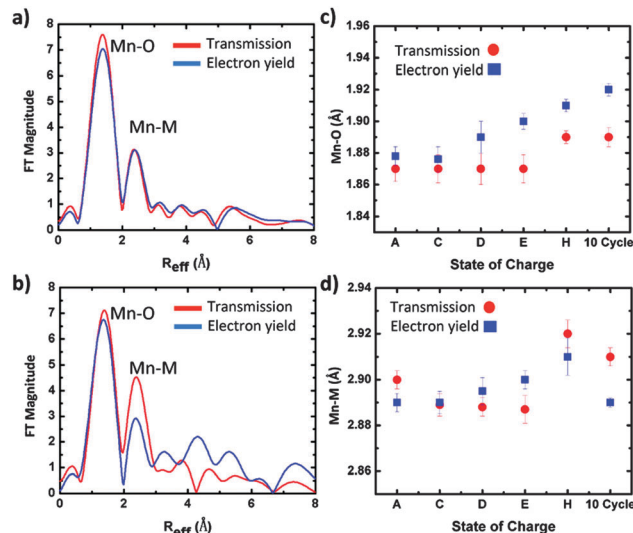 a)
8
7
6
5
4
3
2
1
0
FT Magnitude
Mn-O
Mn-M
Transmission
Electron yield
0 2 4 6 8
Reff (Å)
b)
8
7
6
5
4
3
2
1
0
FT Magnitude
Mn-O
Mn-M
Transmission
Electron yield
0 2 4 6 8
Reff (Å)
c)
1.96
1.94
1.92
1.90
1.88
1.86
1.84
Mn-O (Å)
Transmission
Electron yield
A C D E H 10 Cycle
State of Charge
d)
2.94
2.92
2.90
2.88
2.86
Mn-M (Å)
Transmission
Electron yield
A C D E H 10 Cycle
State of Charge